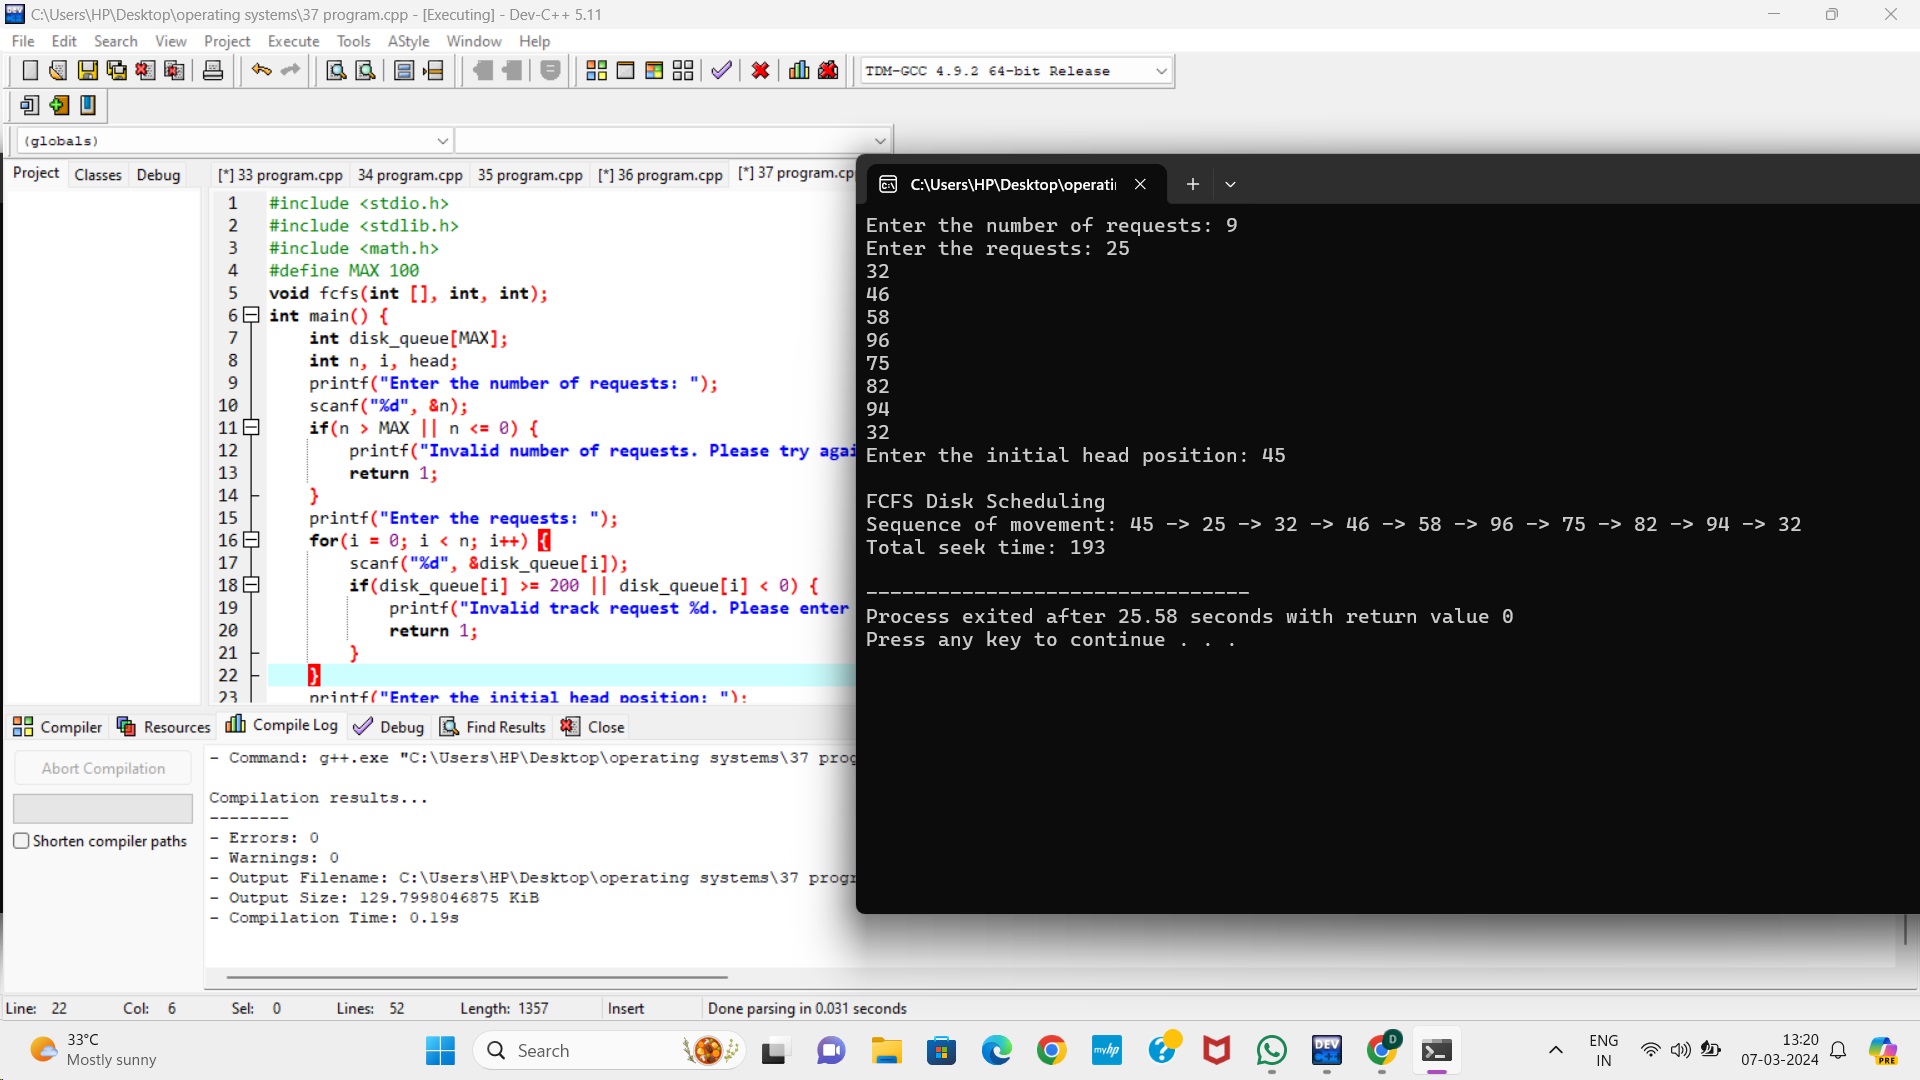 C:\Users\HP\Desktop\operating systems\37 program.cpp - [Executing] - Dev-C++ 5.11
File Edit Search View Project Execute Tools AStyle Window Help
TDM-GCC 4.9.2 64-bit Release
(globals)
Project Classes Debug
[*] 33 program.cpp 34 program.cpp 35 program.cpp [*] 36 program.cpp [*] 37 program.cp
1 #include <stdio.h>
2 #include <stdlib.h>
3 #include <math.h>
4 #define MAX 100
5 void fcfs(int [], int, int);
6 int main() {
7 int disk_queue[MAX];
8 int n, i, head;
9 printf("Enter the number of requests: ");
10 scanf("%d", &n);
11 if(n > MAX || n <= 0) {
12 printf("Invalid number of requests. Please try agai
13 return 1;
14 }
15 printf("Enter the requests: ");
16 for(i = 0; i < n; i++) {
17 scanf("%d", &disk_queue[i]);
18 if(disk_queue[i] >= 200 || disk_queue[i] < 0) {
19 printf("Invalid track request %d. Please enter
20 return 1;
21 }
22 }
23 printf("Enter the initial head position: ");
C:\Users\HP\Desktop\operati
Enter the number of requests: 9
Enter the requests: 25
32
46
58
96
75
82
94
32
Enter the initial head position: 45
FCFS Disk Scheduling
Sequence of movement: 45 -> 25 -> 32 -> 46 -> 58 -> 96 -> 75 -> 82 -> 94 -> 32
Total seek time: 193
--------------------------------
Process exited after 25.58 seconds with return value 0
Press any key to continue . . .
Compiler Resources Compile Log Debug Find Results Close
Abort Compilation
Shorten compiler paths
- Command: g++.exe "C:\Users\HP\Desktop\operating systems\37 prog
Compilation results...
--------
- Errors: 0
- Warnings: 0
- Output Filename: C:\Users\HP\Desktop\operating systems\37 progr
- Output Size: 129.7998046875 KiB
- Compilation Time: 0.19s
Line: 22 Col: 6 Sel: 0 Lines: 52 Length: 1357 Insert Done parsing in 0.031 seconds
33°C
Mostly sunny
Search
myhp
DEV
D
ENG
IN
13:20
07-03-2024
PRE